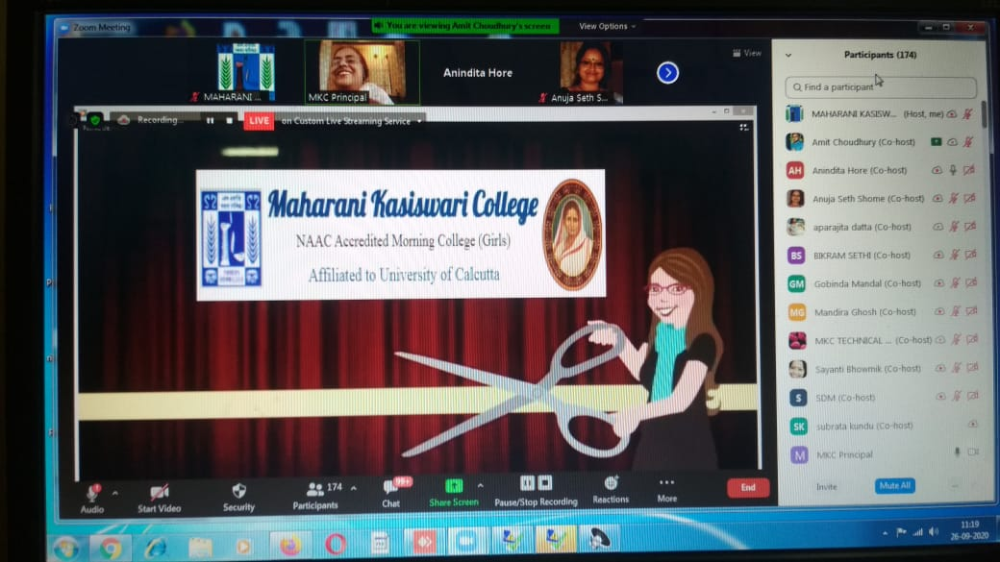 Zoom Meeting
You are viewing Amit Choudhury's screen
View Options
View
MAHARANI ...
MKC Principal
Anindita Hore
Anuja Seth S...
Recording...
LIVE
on Custom Live Streaming Service
Maharani Kasiswari College
NAAC Accredited Morning College (Girls)
Affiliated to University of Calcutta
Participants (174)
Find a participant
MAHARANI KASISW... (Host, me)
Amit Choudhury (Co-host)
AH Anindita Hore (Co-host)
Anuja Seth Shome (Co-host)
aparajita datta (Co-host)
BS BIKRAM SETHI (Co-host)
GM Gobinda Mandal (Co-host)
MG Mandira Ghosh (Co-host)
MKC TECHNICAL ... (Co-host)
Sayanti Bhowmik (Co-host)
S SDM (Co-host)
SK subrata kundu (Co-host)
M MKC Principal
Invite
Mute All
Audio
Start Video
Security
174
Participants
99+
Chat
Share Screen
Pause/Stop Recording
Reactions
More
End
11:19
26-09-2020